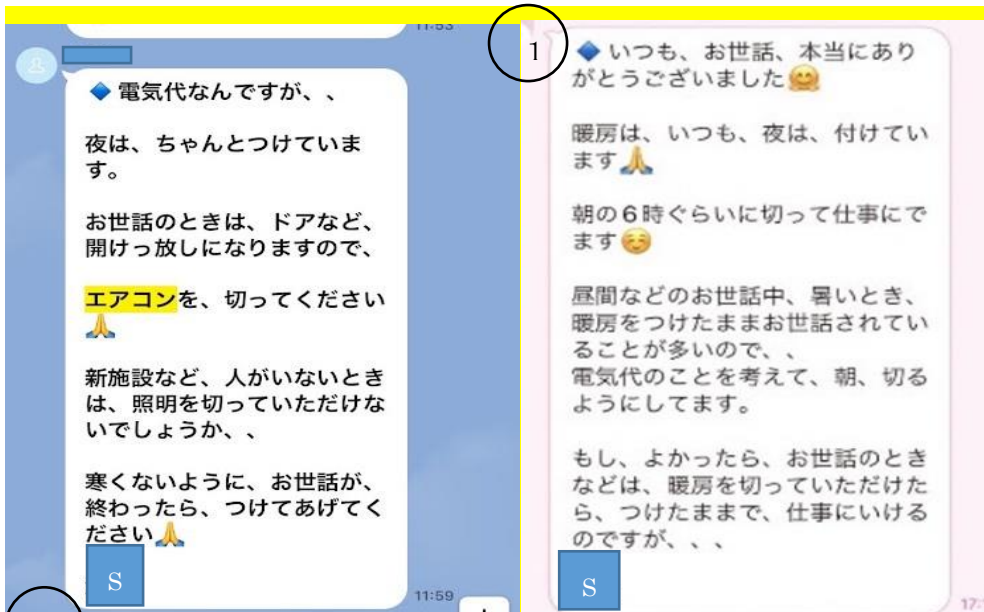 11:53
◆電気代なんですが、、
夜は、ちゃんとつけていま
す。
お世話のときは、ドアなど、
開けっ放しになりますので、
エアコンを、切ってください
🙏
新施設など、人がいないとき
は、照明を切っていただけな
いでしょうか、、
寒くないように、お世話が、
終わったら、つけてあげてく
ださい🙏
S
11:59
1
◆いつも、お世話、本当にあり
がとうございました🤗
暖房は、いつも、夜は、付けてい
ます🙏
朝の6時ぐらいに切って仕事にで
ます☺️
昼間などのお世話中、暑いとき、
暖房をつけたままお世話されてい
ることが多いので、、
電気代のことを考えて、朝、切る
ようにしてます。
もし、よかったら、お世話のとき
などは、暖房を切っていただけた
ら、つけたままで、仕事にいける
のですが、、、
S